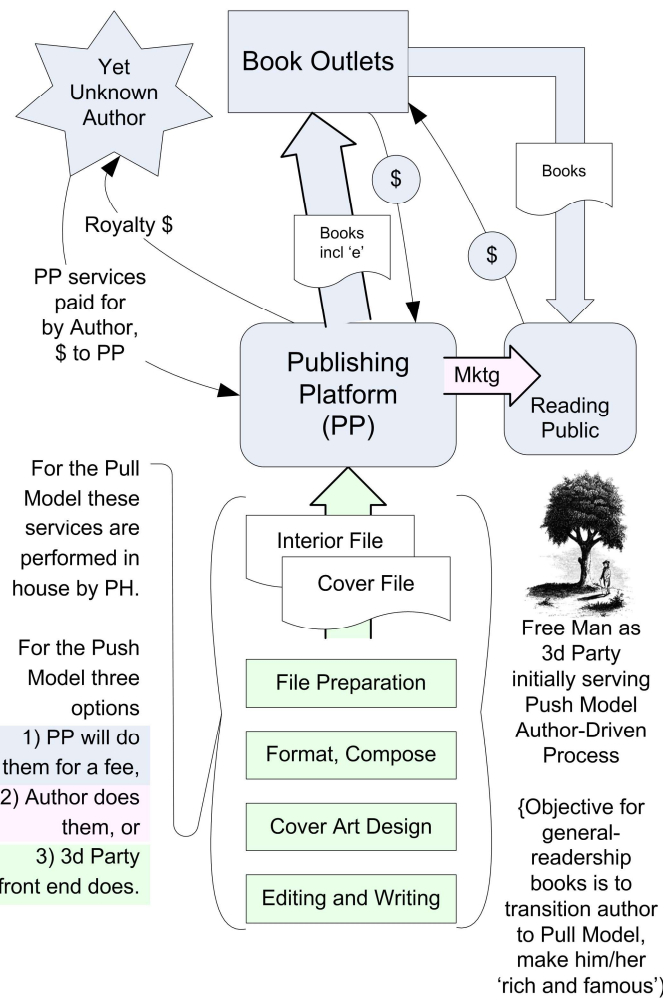 Yet
Unknown
Author
Book Outlets
Books
$
$
Royalty $
Books
incl 'e'
PP services
paid for
by Author,
$ to PP
Publishing
Platform
(PP)
Mktg
Reading
Public
For the Pull
Model these
services are
performed in
house by PH.
For the Push
Model three
options
1) PP will do
them for a fee,
2) Author does
them, or
3) 3d Party
front end does.
Interior File
Cover File
File Preparation
Format, Compose
Cover Art Design
Editing and Writing
Free Man as
3d Party
initially serving
Push Model
Author-Driven
Process
{Objective for
general-
readership
books is to
transition author
to Pull Model,
make him/her
'rich and famous'}